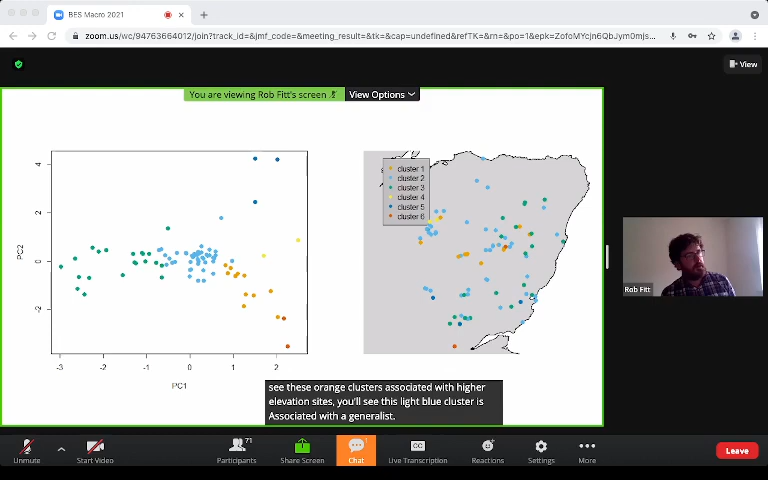 BES Macro 2021
zoom.us/wc/94763664012/join?track_id=&jmf_code=&meeting_result=&tk=&cap=undefined&refTK=&rn=&po=1&epk=ZofoMYcjn6QbJym0mjs...
View
You are viewing Rob Fitt's screen
View Options
4
2
0
-2
PC2
-3
-2
-1
0
1
2
PC1
cluster 1
cluster 2
cluster 3
cluster 4
cluster 5
cluster 6
Rob Fitt
see these orange clusters associated with higher
elevation sites, you'll see this light blue cluster is
Associated with a generalist.
Unmute
Start Video
71
Participants
Share Screen
1
Chat
CC
Live Transcription
Reactions
Settings
More
Leave